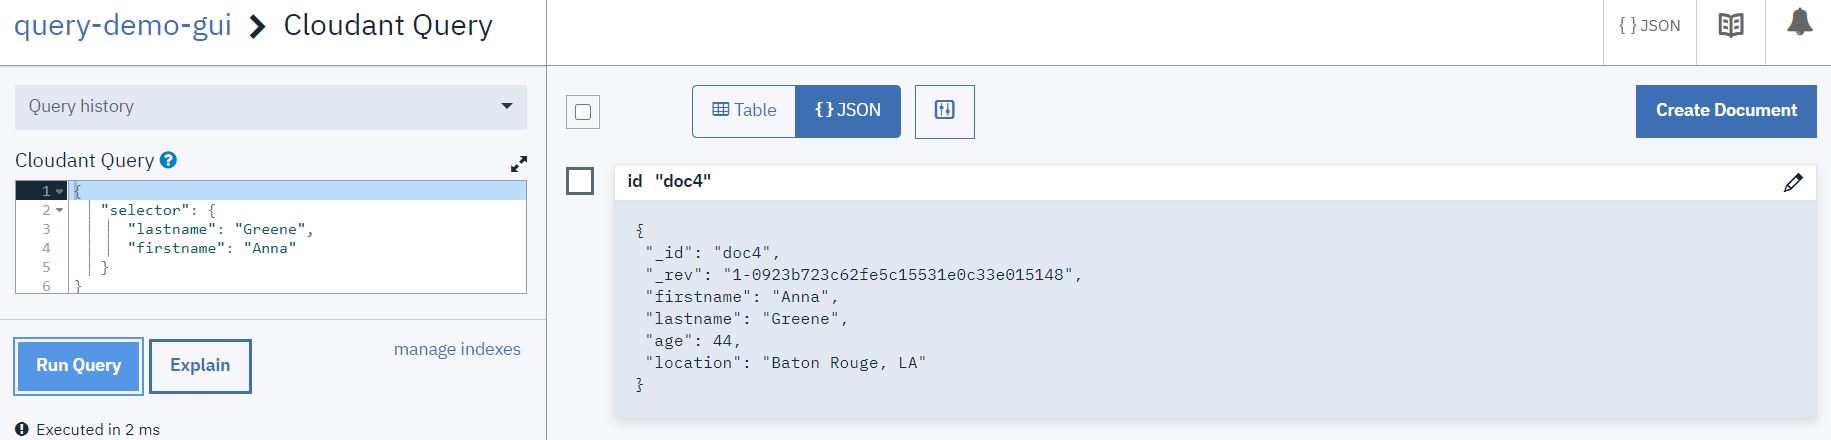 query-demo-gui > Cloudant Query
{ } JSON
Query history
Cloudant Query ?
1 {
2 "selector": {
3 "lastname": "Greene",
4 "firstname": "Anna"
5 }
6 }
Run Query
Explain
manage indexes
! Executed in 2 ms
Table
{ } JSON
Create Document
id "doc4"
{
"_id": "doc4",
"_rev": "1-0923b723c62fe5c15531e0c33e015148",
"firstname": "Anna",
"lastname": "Greene",
"age": 44,
"location": "Baton Rouge, LA"
}